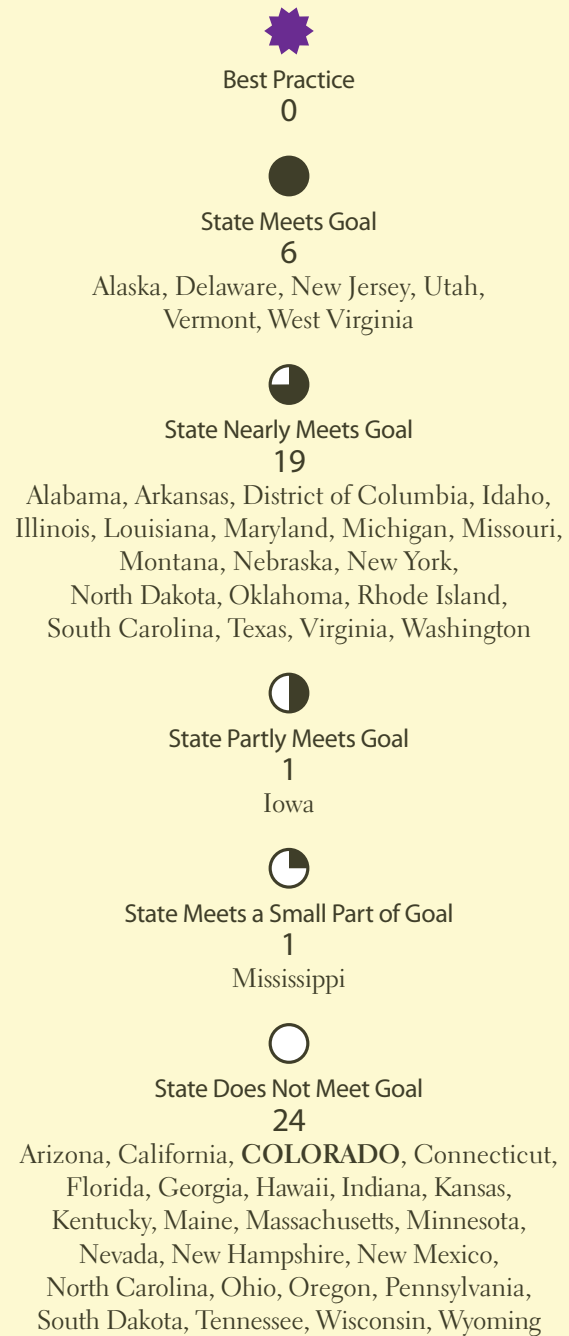 Best Practice
0
State Meets Goal
6
Alaska, Delaware, New Jersey, Utah,
Vermont, West Virginia
State Nearly Meets Goal
19
Alabama, Arkansas, District of Columbia, Idaho,
Illinois, Louisiana, Maryland, Michigan, Missouri,
Montana, Nebraska, New York,
North Dakota, Oklahoma, Rhode Island,
South Carolina, Texas, Virginia, Washington
State Partly Meets Goal
1
Iowa
State Meets a Small Part of Goal
1
Mississippi
State Does Not Meet Goal
24
Arizona, California, COLORADO, Connecticut,
Florida, Georgia, Hawaii, Indiana, Kansas,
Kentucky, Maine, Massachusetts, Minnesota,
Nevada, New Hampshire, New Mexico,
North Carolina, Ohio, Oregon, Pennsylvania,
South Dakota, Tennessee, Wisconsin, Wyoming